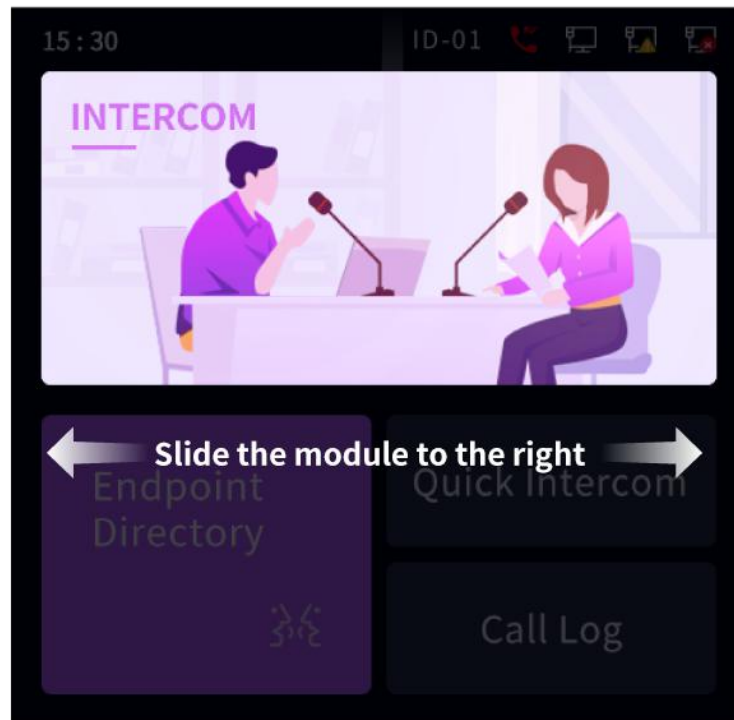 15:30
ID-01
INTERCOM
Slide the module to the right
Endpoint
Directory
Quick Intercom
Call Log